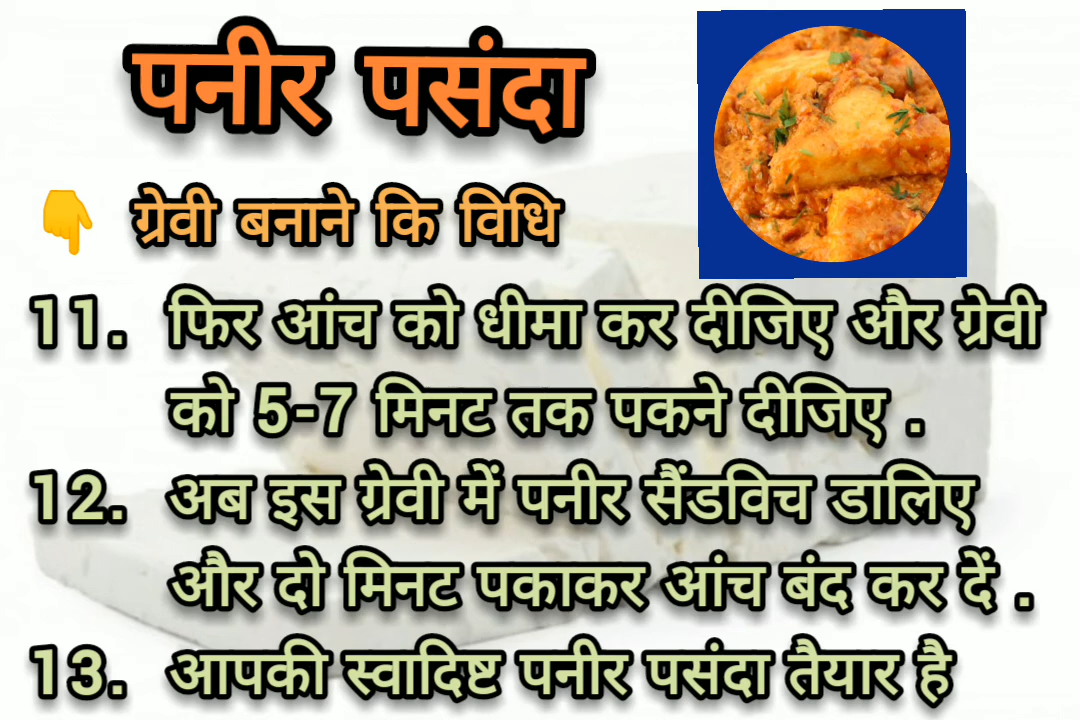 पनीर पसंदा
👇 ग्रेवी बनाने कि विधि
11. फिर आंच को धीमा कर दीजिए और ग्रेवी
को 5-7 मिनट तक पकने दीजिए .
12. अब इस ग्रेवी में पनीर सैंडविच डालिए
और दो मिनट पकाकर आंच बंद कर दें .
13. आपकी स्वादिष्ट पनीर पसंदा तैयार है